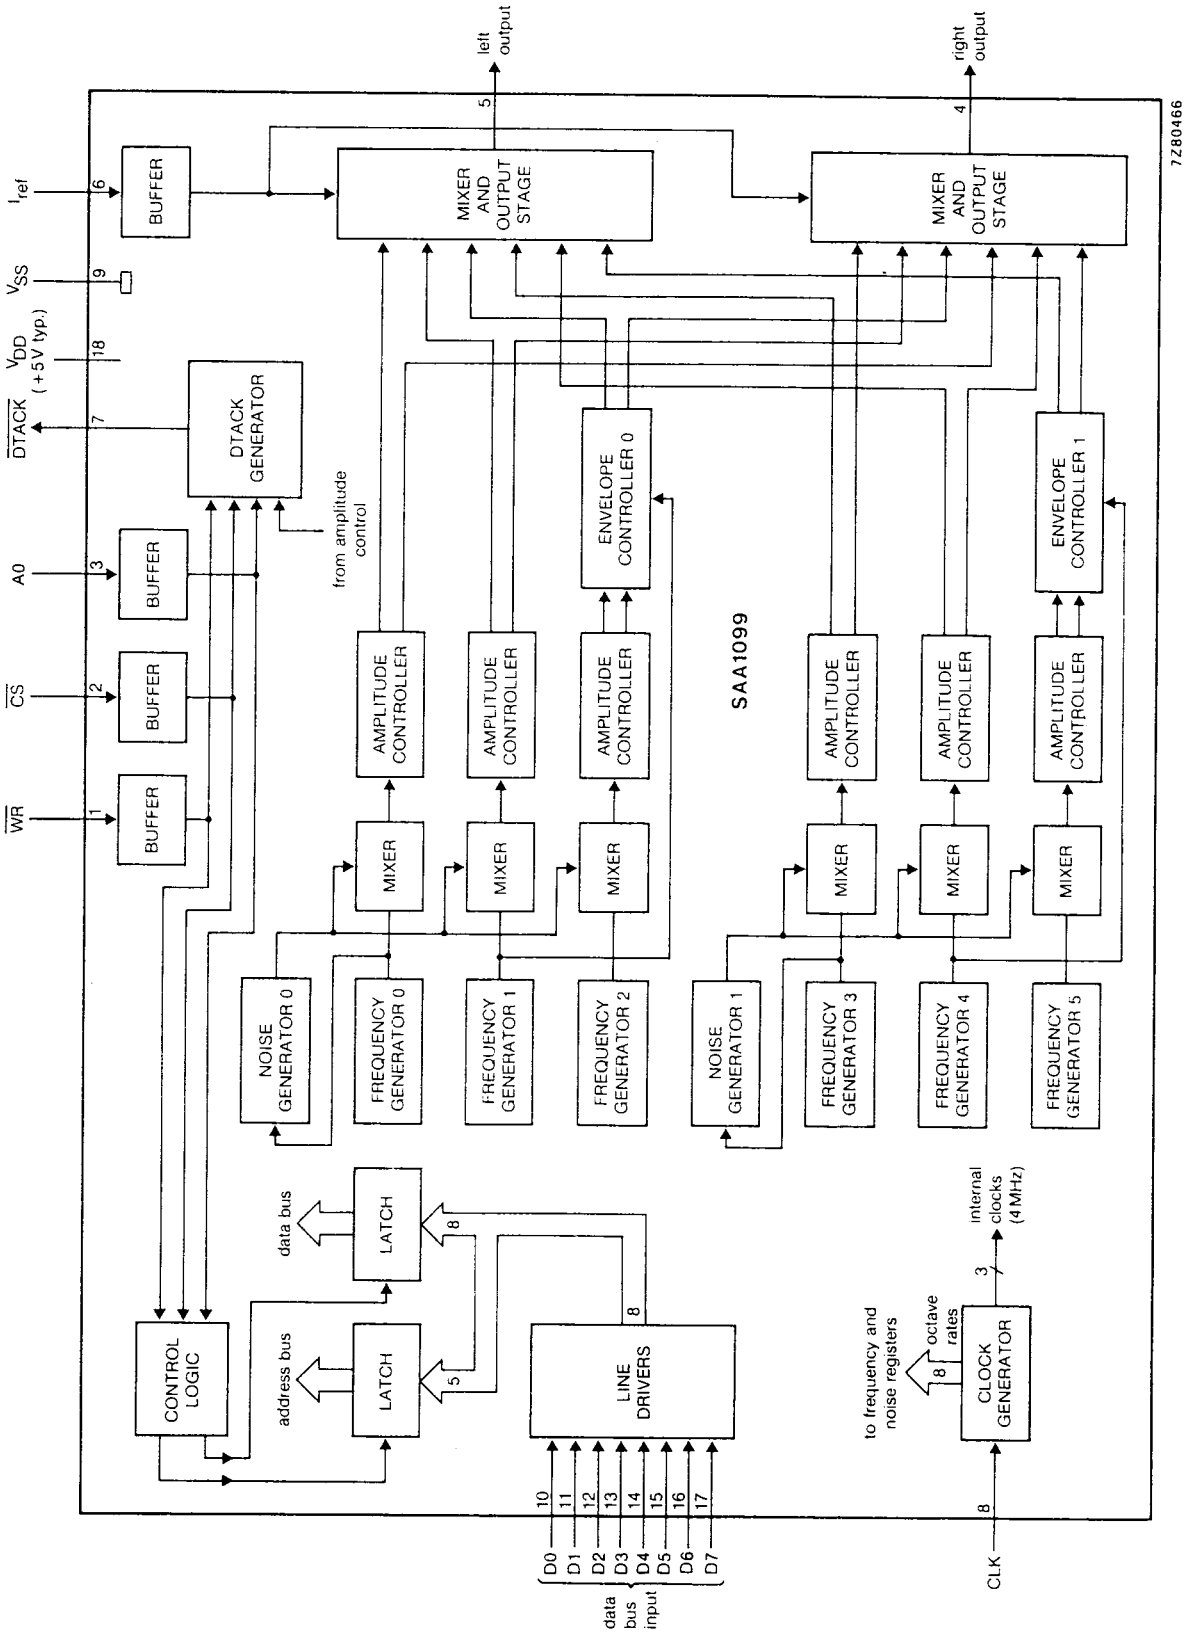 WR
CS
A0
DTACK
VDD
(+5V typ.)
VSS
Iref
1
2
3
7
18
9
6
BUFFER
BUFFER
BUFFER
DTACK
GENERATOR
BUFFER
from amplitude
control
CONTROL
LOGIC
address bus
data bus
LATCH
LATCH
5
8
NOISE
GENERATOR 0
FREQUENCY
GENERATOR 0
MIXER
AMPLITUDE
CONTROLLER
FREQUENCY
GENERATOR 1
MIXER
AMPLITUDE
CONTROLLER
FREQUENCY
GENERATOR 2
MIXER
AMPLITUDE
CONTROLLER
ENVELOPE
CONTROLLER 0
MIXER
AND
OUTPUT
STAGE
5
left
output
D0
D1
D2
D3
D4
D5
D6
D7
data
bus
input
10
11
12
13
14
15
16
17
LINE
DRIVERS
8
SAA1099
NOISE
GENERATOR 1
FREQUENCY
GENERATOR 3
MIXER
AMPLITUDE
CONTROLLER
FREQUENCY
GENERATOR 4
MIXER
AMPLITUDE
CONTROLLER
FREQUENCY
GENERATOR 5
MIXER
AMPLITUDE
CONTROLLER
ENVELOPE
CONTROLLER 1
MIXER
AND
OUTPUT
STAGE
4
right
output
to frequency and
noise registers
8
octave
rates
CLK
8
CLOCK
GENERATOR
3
internal
clocks
(4 MHz)
7Z80466